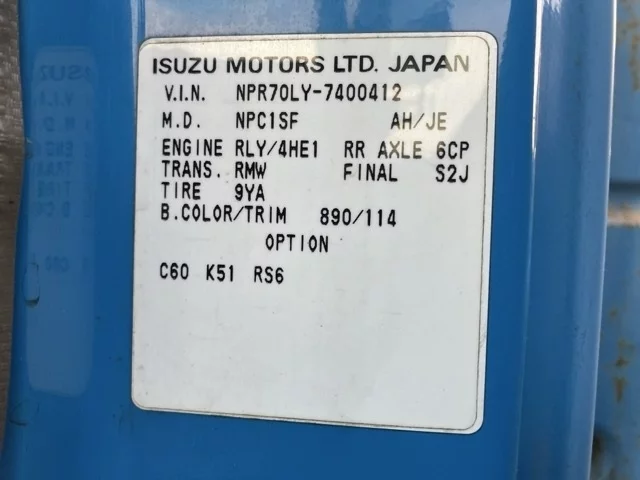 ISUZU MOTORS LTD. JAPAN
V.I.N. NPR70LY-7400412
M.D. NPC1SF AH/JE
ENGINE RLY/4HE1 RR AXLE 6CP
TRANS. RMW FINAL S2J
TIRE 9YA
B.COLOR/TRIM 890/114
OPTION
C60 K51 RS6